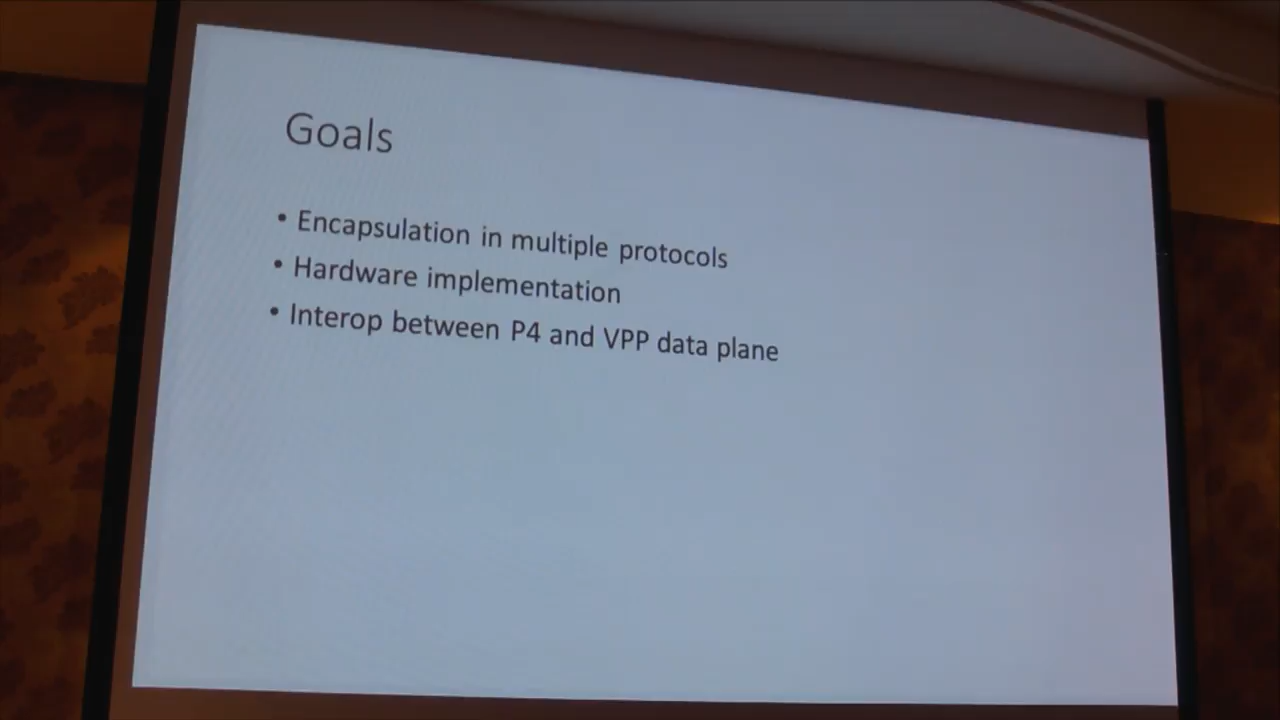 Goals
• Encapsulation in multiple protocols
• Hardware implementation
• Interop between P4 and VPP data plane